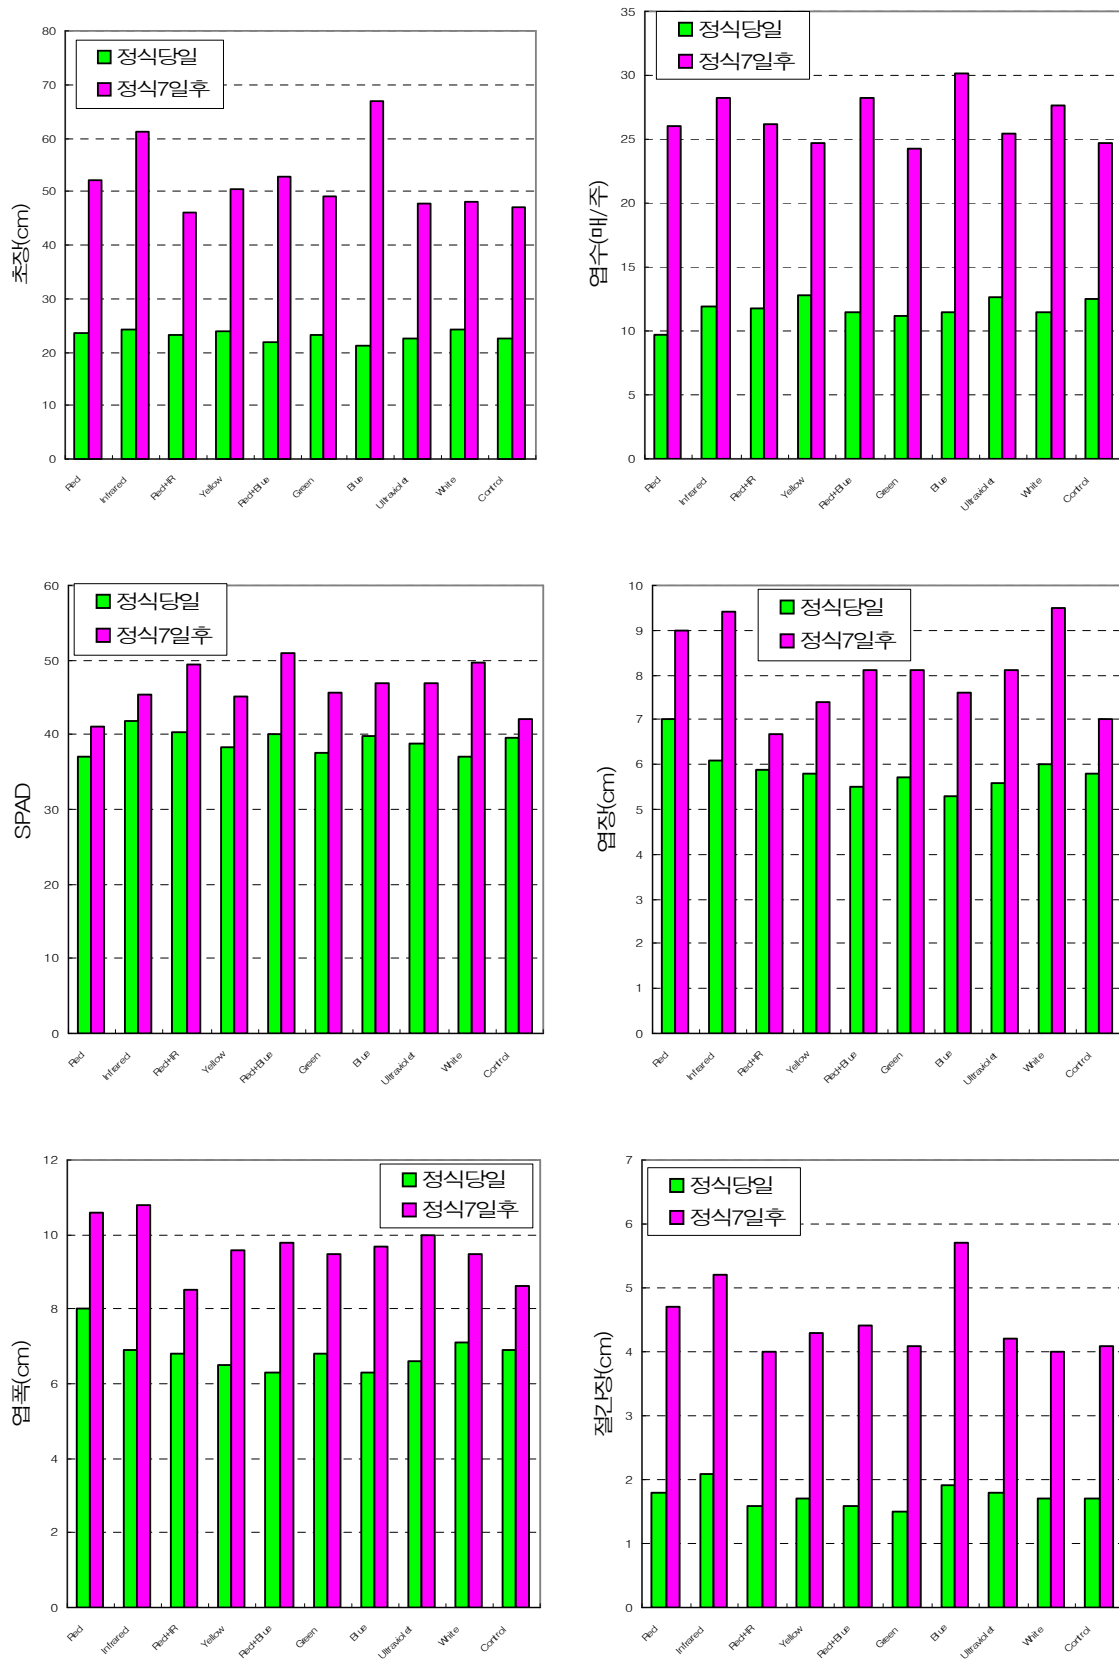 정식당일
정식7일후
초장(cm)
80
70
60
50
40
30
20
10
0
Red
Infrared
Red+IR
Yellow
Red+Blue
Green
Blue
Ultraviolet
White
Control
정식당일
정식7일후
엽수(매/주)
35
30
25
20
15
10
5
0
Red
Infrared
Red+IR
Yellow
Red+Blue
Green
Blue
Ultraviolet
White
Control
정식당일
정식7일후
SPAD
60
50
40
30
20
10
0
Red
Infrared
Red+IR
Yellow
Red+Blue
Green
Blue
Ultraviolet
White
Control
정식당일
정식7일후
엽장(cm)
10
9
8
7
6
5
4
3
2
1
0
Red
Infrared
Red+IR
Yellow
Red+Blue
Green
Blue
Ultraviolet
White
Control
정식당일
정식7일후
엽폭(cm)
12
10
8
6
4
2
0
Red
Infrared
Red+IR
Yellow
Red+Blue
Green
Blue
Ultraviolet
White
Control
정식당일
정식7일후
절간장(cm)
7
6
5
4
3
2
1
0
Red
Infrared
Red+IR
Yellow
Red+Blue
Green
Blue
Ultraviolet
White
Control